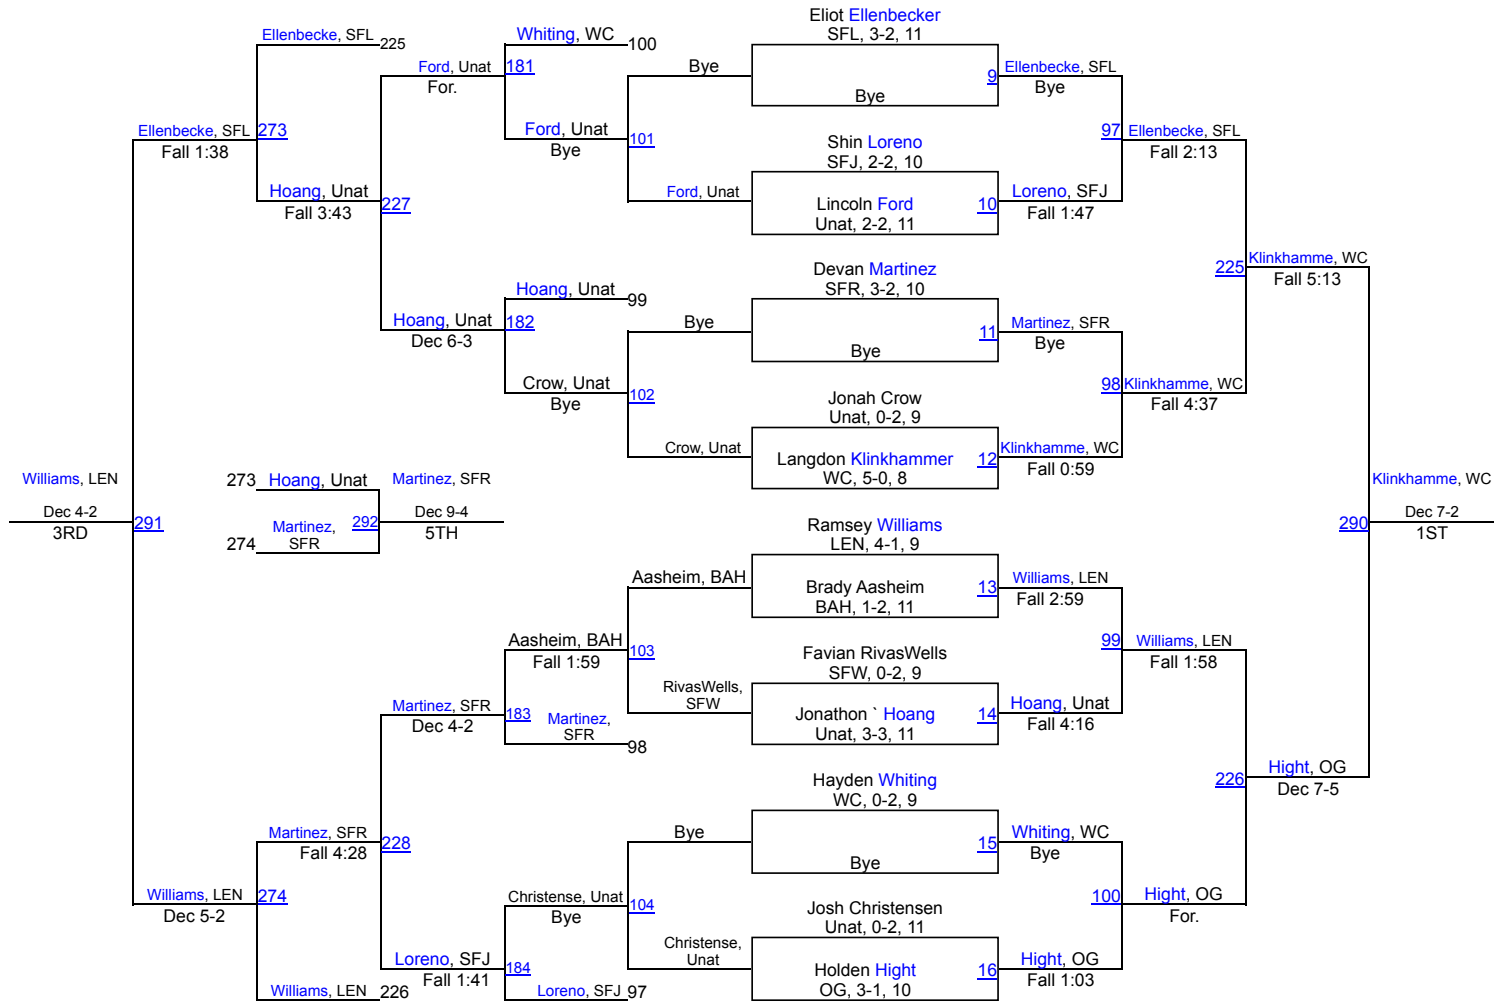 Eliot Ellenbecker
SFL, 3-2, 11
Bye
9
Shin Loreno
SFJ, 2-2, 10
Lincoln Ford
Unat, 2-2, 11
10
Devan Martinez
SFR, 3-2, 10
Bye
11
Jonah Crow
Unat, 0-2, 9
Langdon Klinkhammer
WC, 5-0, 8
12
Ramsey Williams
LEN, 4-1, 9
Brady Aasheim
BAH, 1-2, 11
13
Favian RivasWells
SFW, 0-2, 9
Jonathon ` Hoang
Unat, 3-3, 11
14
Hayden Whiting
WC, 0-2, 9
Bye
15
Josh Christensen
Unat, 0-2, 11
Holden Hight
OG, 3-1, 10
16
Ellenbecke, SFL
Bye
97
Loreno, SFJ
Fall 1:47
Martinez, SFR
Bye
98
Klinkhamme, WC
Fall 0:59
Williams, LEN
Fall 2:59
99
Hoang, Unat
Fall 4:16
Whiting, WC
Bye
100
Hight, OG
Fall 1:03
Ellenbecke, SFL
Fall 2:13
225
Klinkhamme, WC
Fall 4:37
Williams, LEN
Fall 1:58
226
Hight, OG
For.
Klinkhamme, WC
Fall 5:13
290
Hight, OG
Dec 7-5
Klinkhamme, WC
Dec 7-2
1ST
Bye
101
Ford, Unat
Bye
102
Crow, Unat
Aasheim, BAH
103
RivasWells,
SFW
Bye
104
Christense,
Unat
Whiting, WC
100
181
Ford, Unat
Bye
Hoang, Unat
99
182
Crow, Unat
Bye
Aasheim, BAH
Fall 1:59
183
Martinez,
SFR
98
Christense, Unat
Bye
184
Loreno, SFJ
97
Ford, Unat
For.
227
Hoang, Unat
Dec 6-3
Martinez, SFR
Dec 4-2
228
Loreno, SFJ
Fall 1:41
Ellenbecke, SFL
225
273
Hoang, Unat
Fall 3:43
Martinez, SFR
Fall 4:28
274
Williams, LEN
226
Ellenbecke, SFL
Fall 1:38
291
Williams, LEN
Dec 5-2
Williams, LEN
Dec 4-2
3RD
273
Hoang, Unat
292
274
Martinez,
SFR
Martinez, SFR
Dec 9-4
5TH